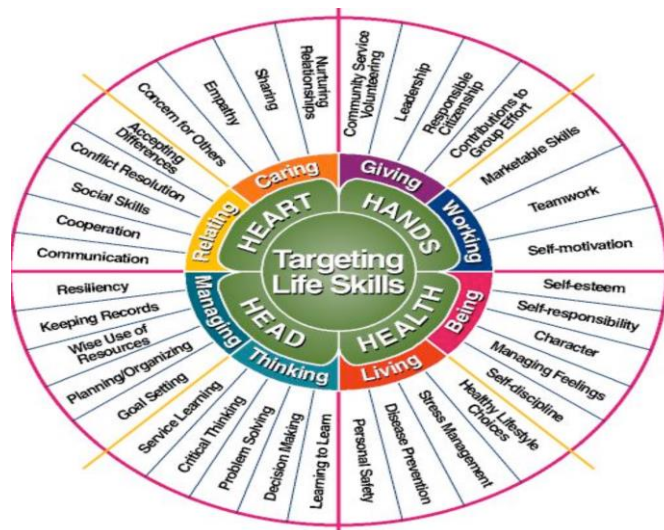 Targeting
Life Skills
HEART
HANDS
HEALTH
HEAD
Relating
Caring
Giving
Working
Being
Living
Thinking
Managing
Communication
Cooperation
Social Skills
Conflict Resolution
Accepting
Differences
Concern for Others
Empathy
Sharing
Nurturing
Relationships
Community Service
Volunteering
Leadership
Responsible
Citizenship
Contributions to
Group Effort
Marketable Skills
Teamwork
Self-motivation
Self-esteem
Self-responsibility
Character
Managing Feelings
Self-discipline
Healthy Lifestyle
Choices
Stress Management
Disease Prevention
Personal Safety
Learning to Learn
Decision Making
Problem Solving
Critical Thinking
Service Learning
Goal Setting
Planning/Organizing
Wise Use of
Resources
Keeping Records
Resiliency